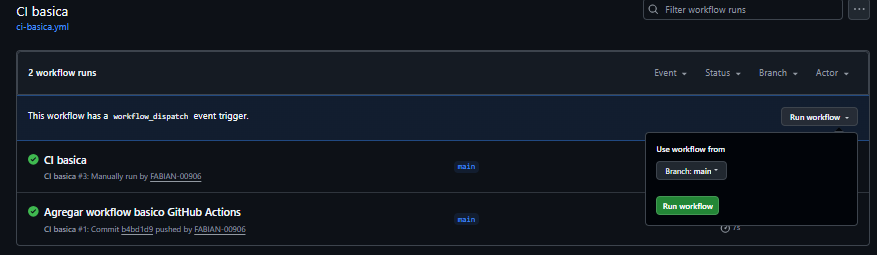 CI basica
ci-basica.yml
Filter workflow runs
2 workflow runs
Event
Status
Branch
Actor
This workflow has a workflow_dispatch event trigger.
Run workflow
Use workflow from
Branch: main
Run workflow
CI basica
CI basica #3: Manually run by FABIAN-00906
main
Agregar workflow basico GitHub Actions
CI basica #1: Commit b4bd1d9 pushed by FABIAN-00906
main
7s